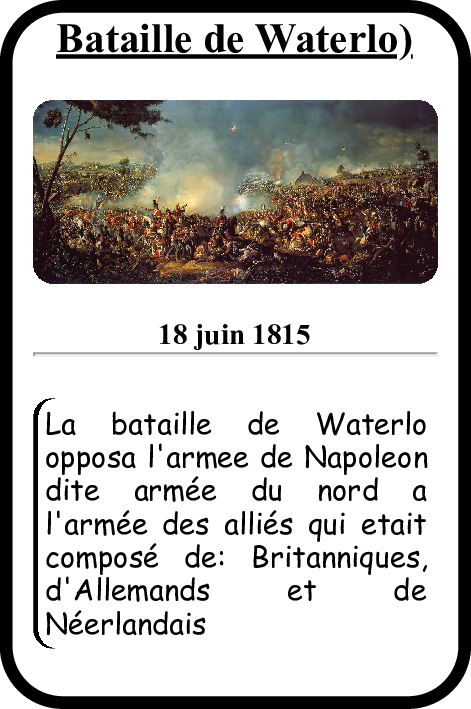 Bataille de Waterlo)
18 juin 1815
La bataille de Waterlo
opposa l'armee de Napoleon
dite armée du nord a
l'armée des alliés qui etait
composé de: Britanniques,
d'Allemands et de
Néerlandais